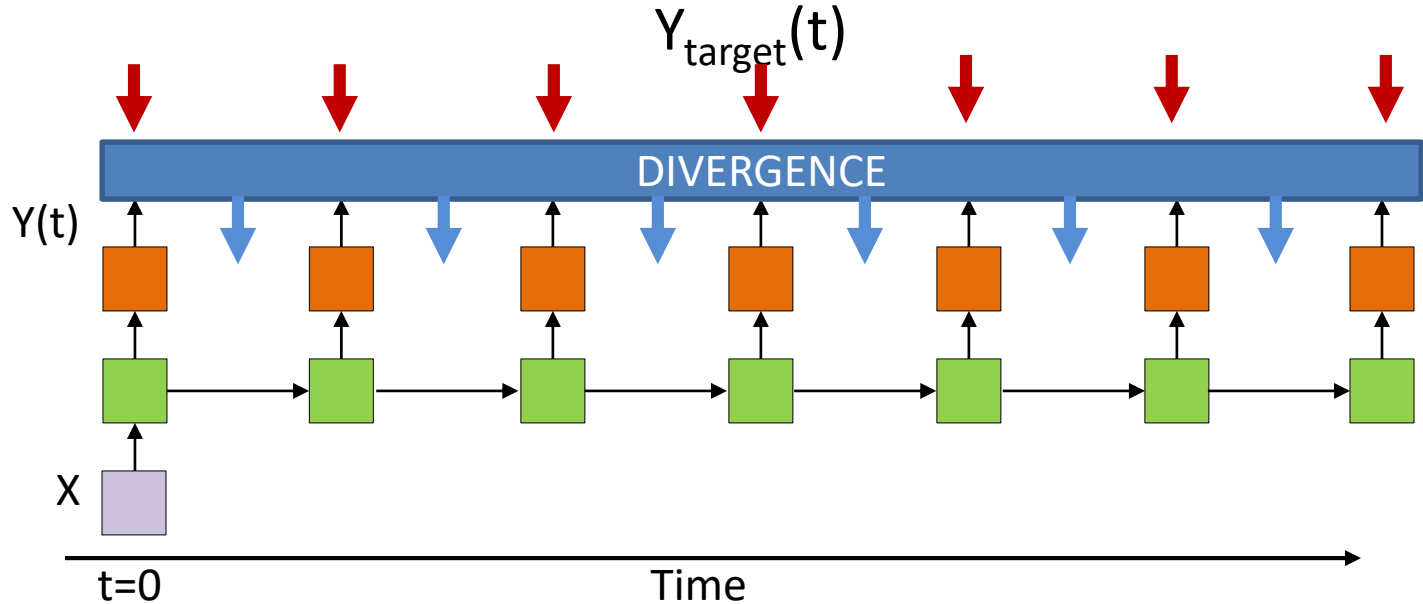 Y_target(t)
DIVERGENCE
Y(t)
X
t=0
Time